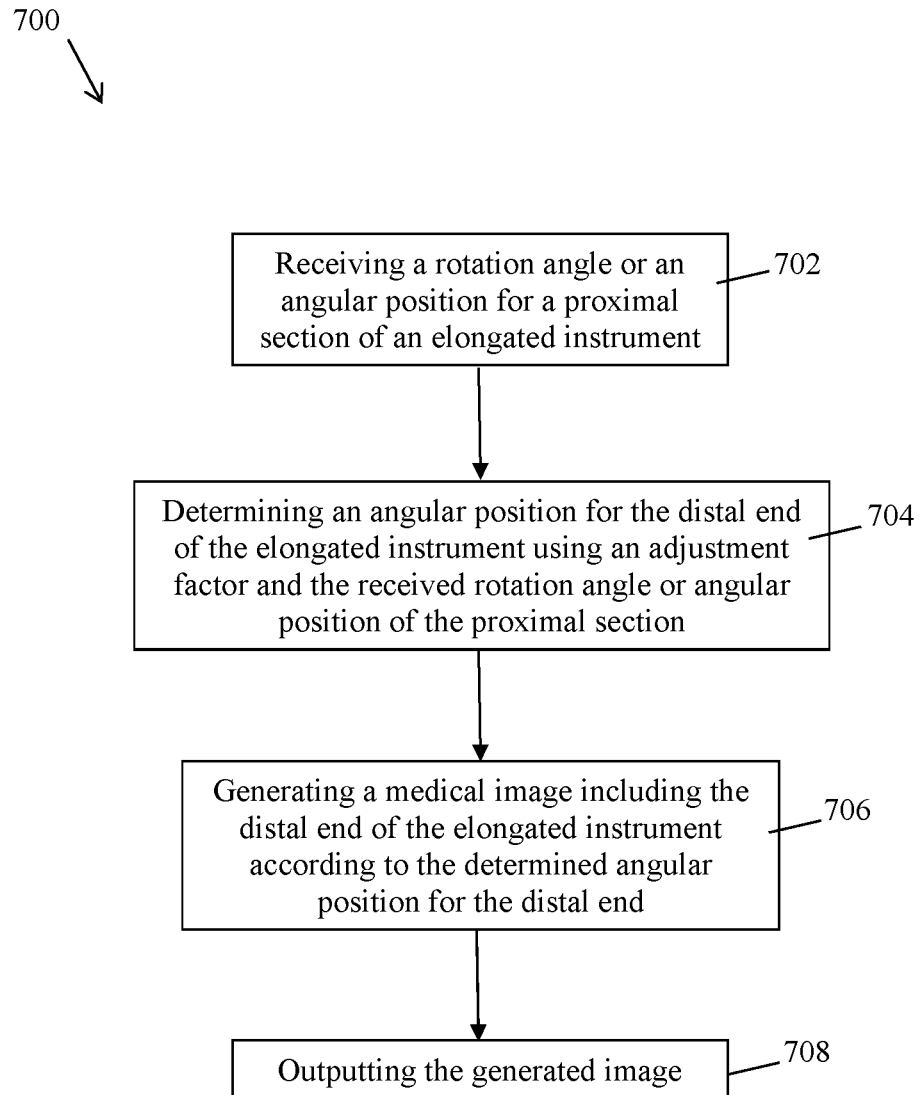 700
Receiving a rotation angle or an
angular position for a proximal
section of an elongated instrument
702
Determining an angular position for the distal end
of the elongated instrument using an adjustment
factor and the received rotation angle or angular
position of the proximal section
704
Generating a medical image including the
distal end of the elongated instrument
according to the determined angular
position for the distal end
706
Outputting the generated image
708